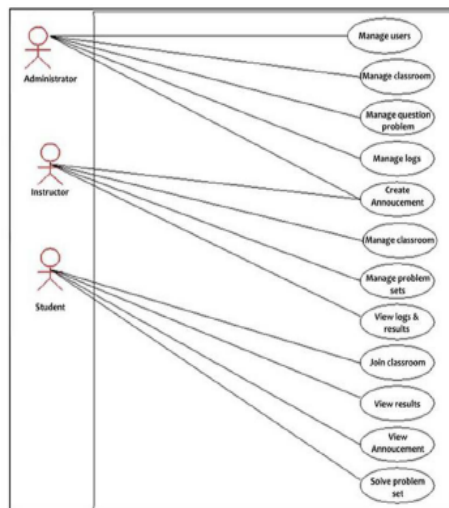 Manage users
Administrator
Manage classroom
Manage question
problem
Manage logs
Instructor
Create
Annoucement
Manage classroom
Manage problem
sets
Student
View logs &
results
Join classroom
View results
View
Annoucement
Solve problem
set